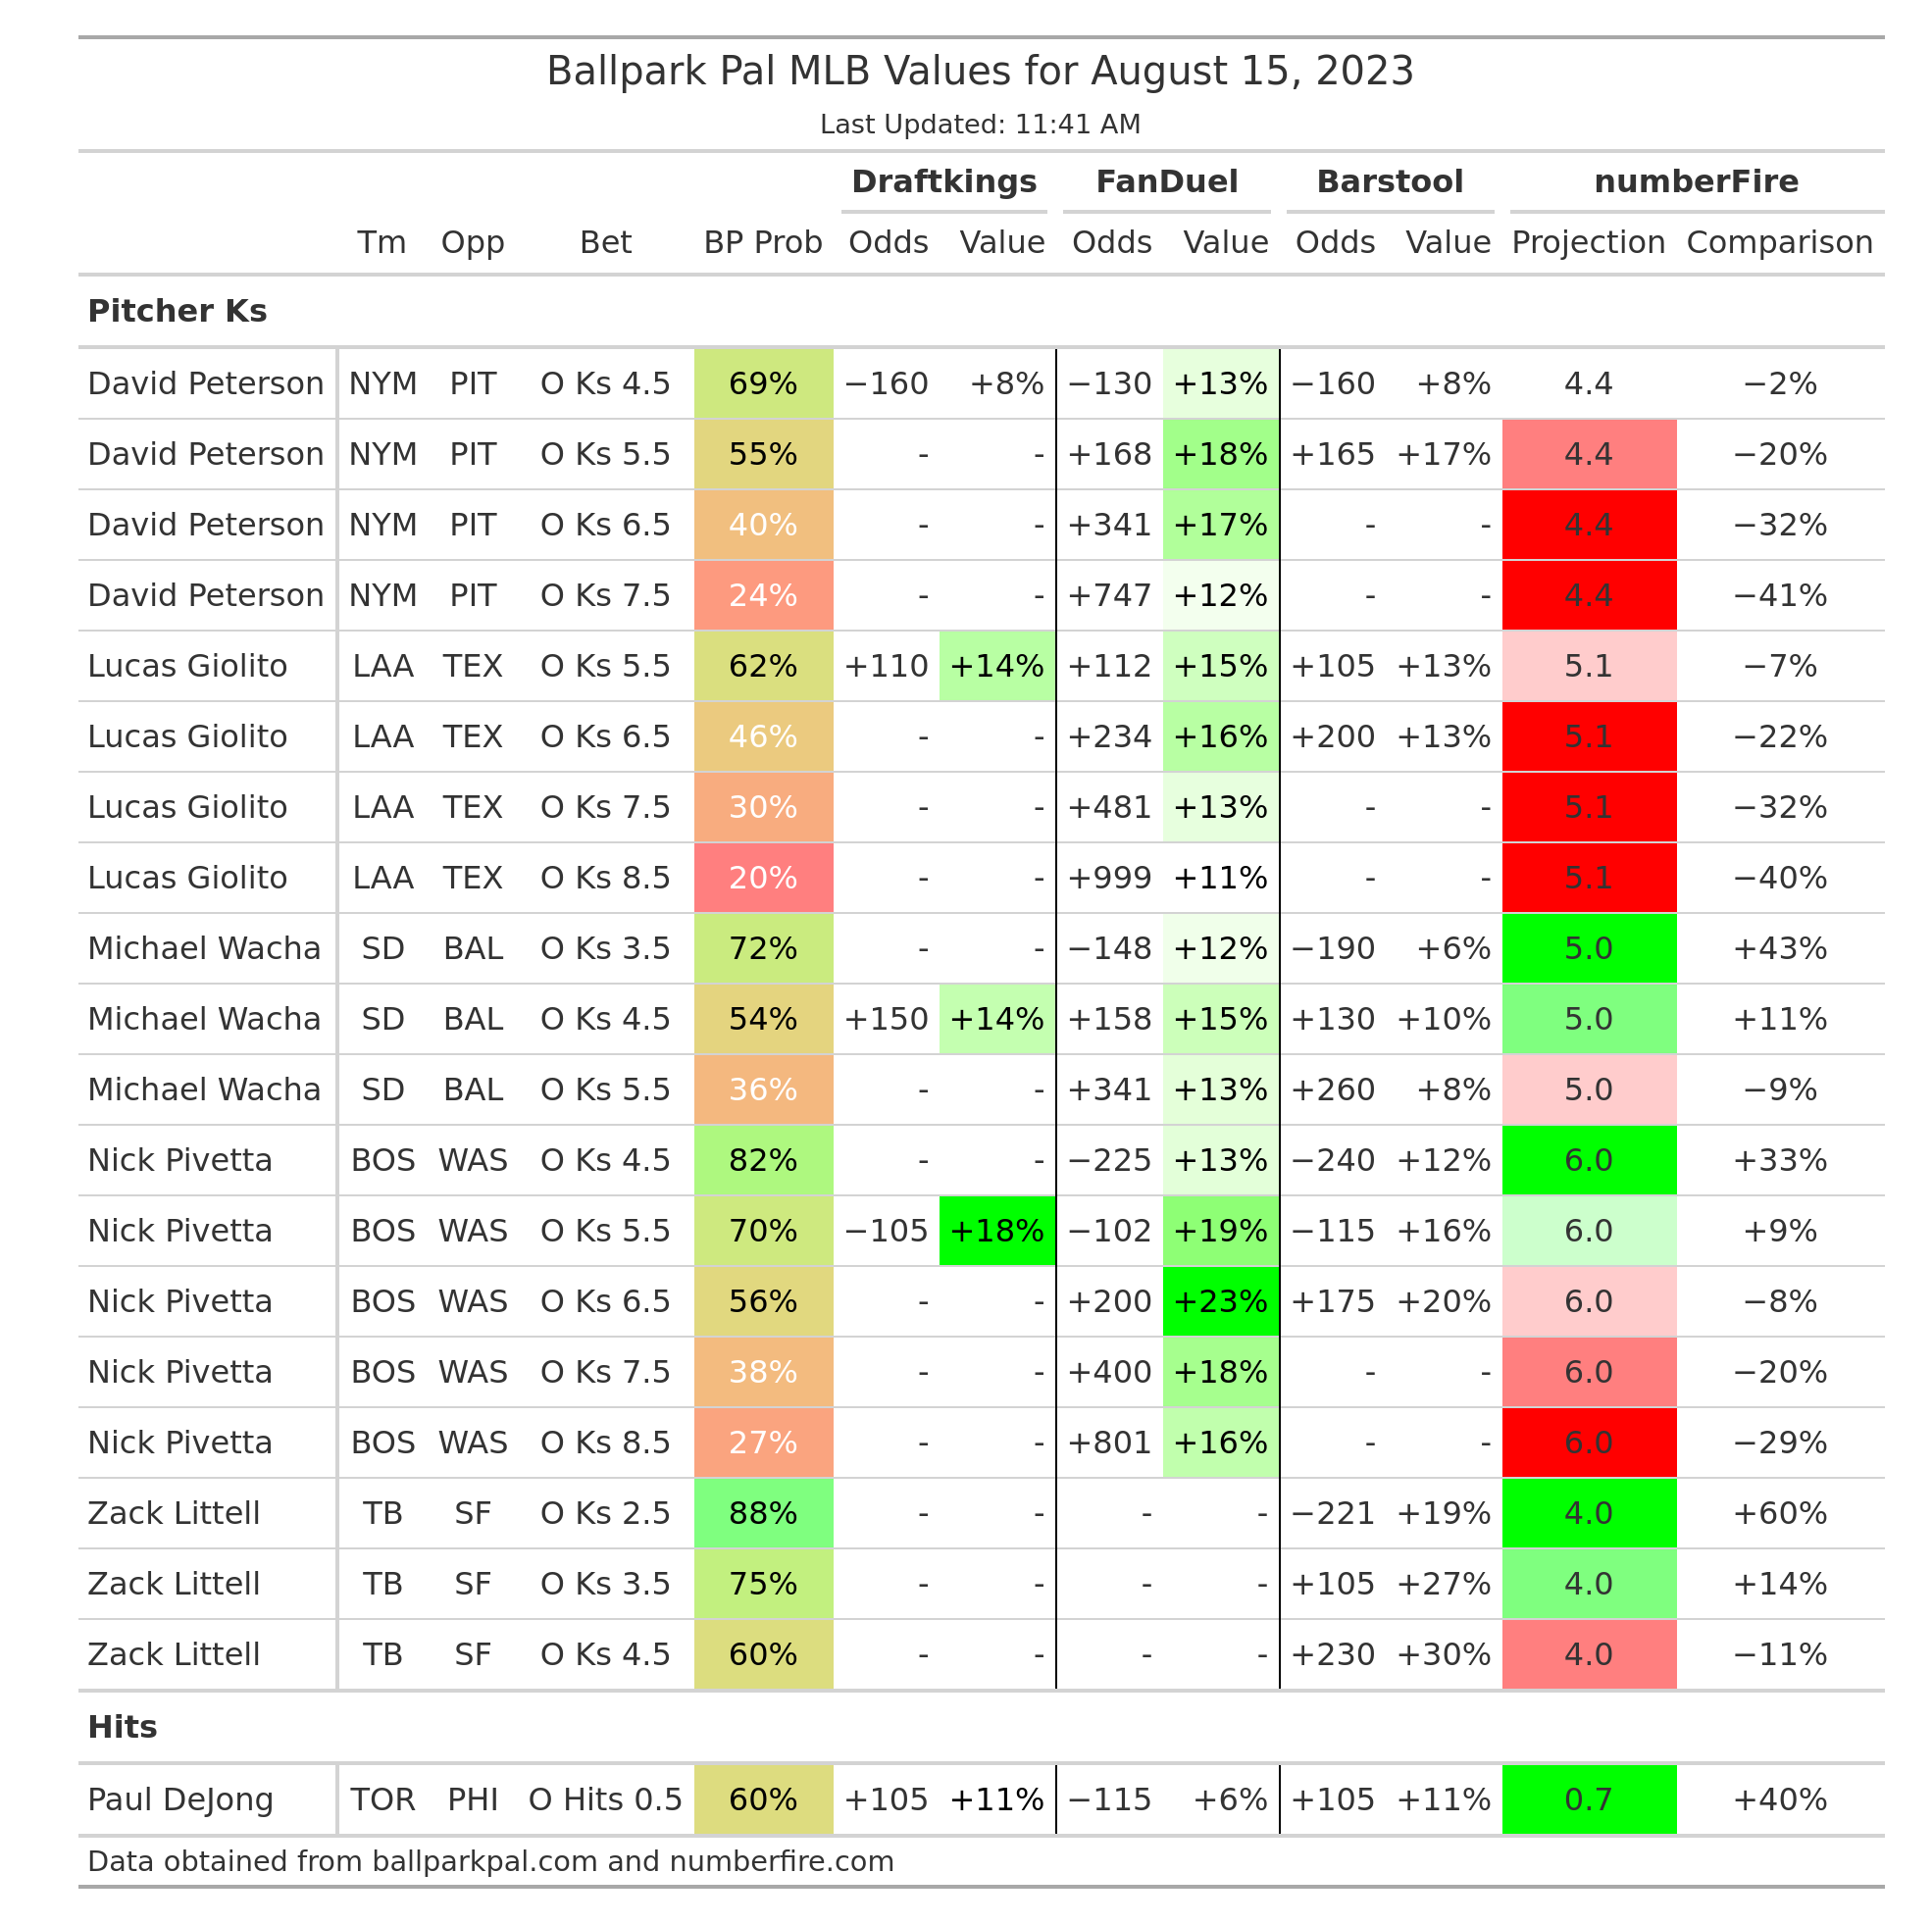 Ballpark Pal MLB Values for August 15, 2023
Last Updated: 11:41 AM
Draftkings FanDuel Barstool numberFire
Tm Opp Bet BP Prob Odds Value Odds Value Odds Value Projection Comparison
Pitcher Ks
David Peterson NYM PIT O Ks 4.5 69% −160 +8% −130 +13% −160 +8% 4.4 −2%
David Peterson NYM PIT O Ks 5.5 55% - - +168 +18% +165 +17% 4.4 −20%
David Peterson NYM PIT O Ks 6.5 40% - - +341 +17% - - 4.4 −32%
David Peterson NYM PIT O Ks 7.5 24% - - +747 +12% - - 4.4 −41%
Lucas Giolito LAA TEX O Ks 5.5 62% +110 +14% +112 +15% +105 +13% 5.1 −7%
Lucas Giolito LAA TEX O Ks 6.5 46% - - +234 +16% +200 +13% 5.1 −22%
Lucas Giolito LAA TEX O Ks 7.5 30% - - +481 +13% - - 5.1 −32%
Lucas Giolito LAA TEX O Ks 8.5 20% - - +999 +11% - - 5.1 −40%
Michael Wacha SD BAL O Ks 3.5 72% - - −148 +12% −190 +6% 5.0 +43%
Michael Wacha SD BAL O Ks 4.5 54% +150 +14% +158 +15% +130 +10% 5.0 +11%
Michael Wacha SD BAL O Ks 5.5 36% - - +341 +13% +260 +8% 5.0 −9%
Nick Pivetta BOS WAS O Ks 4.5 82% - - −225 +13% −240 +12% 6.0 +33%
Nick Pivetta BOS WAS O Ks 5.5 70% −105 +18% −102 +19% −115 +16% 6.0 +9%
Nick Pivetta BOS WAS O Ks 6.5 56% - - +200 +23% +175 +20% 6.0 −8%
Nick Pivetta BOS WAS O Ks 7.5 38% - - +400 +18% - - 6.0 −20%
Nick Pivetta BOS WAS O Ks 8.5 27% - - +801 +16% - - 6.0 −29%
Zack Littell TB SF O Ks 2.5 88% - - - - −221 +19% 4.0 +60%
Zack Littell TB SF O Ks 3.5 75% - - - - +105 +27% 4.0 +14%
Zack Littell TB SF O Ks 4.5 60% - - - - +230 +30% 4.0 −11%
Hits
Paul DeJong TOR PHI O Hits 0.5 60% +105 +11% −115 +6% +105 +11% 0.7 +40%
Data obtained from ballparkpal.com and numberfire.com